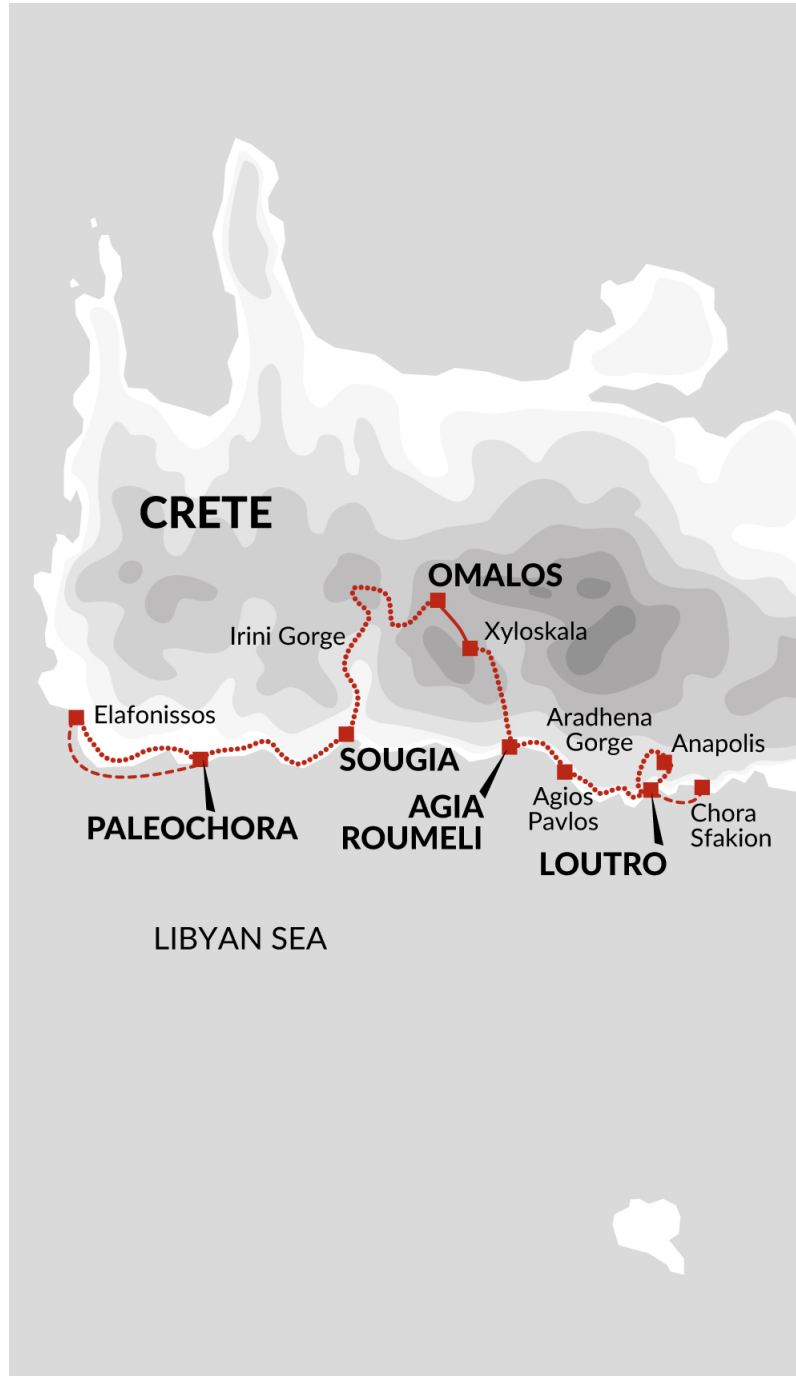 CRETE
OMALOS
Irini Gorge
Xyloskala
Elafonissos
Aradhena
Gorge
Anapolis
SOUGIA
AGIA
ROUMELI
Agios
Pavlos
Chora
Sfakion
PALEOCHORA
LOUTRO
LIBYAN SEA